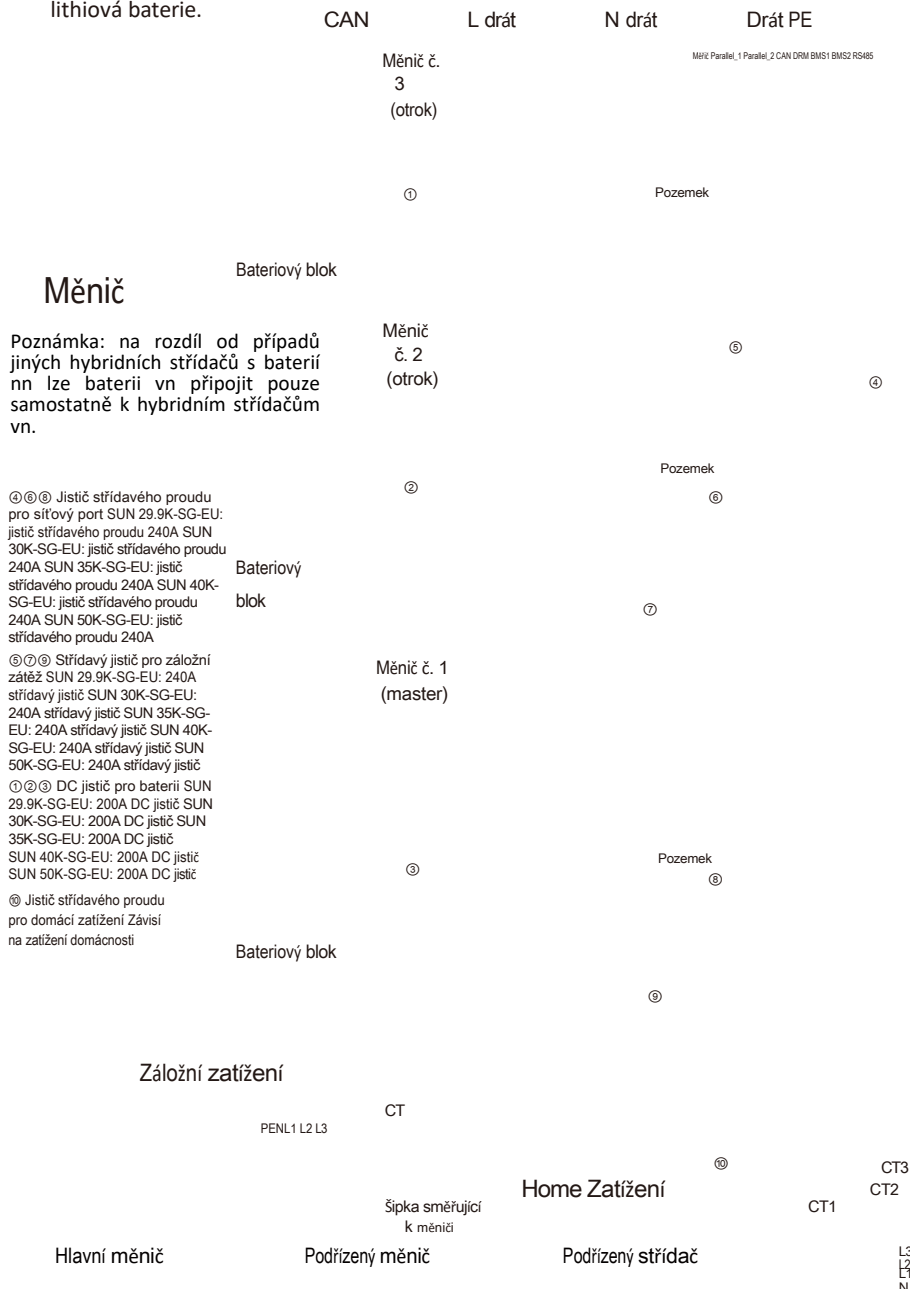 lithiová baterie.
CAN L drát N drát Drát PE
Měnič č.
3
(otrok)
Měřič Parallel_1 Parallel_2 CAN DRM BMS1 BMS2 RS485
① Pozemek
Bateriový blok
Měnič
Poznámka: na rozdíl od případů
jiných hybridních střídačů s baterií
nn lze baterii vn připojit pouze
samostatně k hybridním střídačům
vn.
Měnič
č. 2
(otrok)
⑤
④
Pozemek
②
⑥
④⑥⑧ Jistič střídavého proudu
pro síťový port SUN 29.9K-SG-EU:
jistič střídavého proudu 240A SUN
30K-SG-EU: jistič střídavého proudu
240A SUN 35K-SG-EU: jistič
střídavého proudu 240A SUN 40K-
SG-EU: jistič střídavého proudu
240A SUN 50K-SG-EU: jistič
střídavého proudu 240A
Bateriový
blok
⑦
⑤⑦⑨ Střídavý jistič pro záložní
zátěž SUN 29.9K-SG-EU: 240A
střídavý jistič SUN 30K-SG-EU:
240A střídavý jistič SUN 35K-SG-
EU: 240A střídavý jistič SUN 40K-
SG-EU: 240A střídavý jistič SUN
50K-SG-EU: 240A střídavý jistič
Měnič č. 1
(master)
①②③ DC jistič pro baterii SUN
29.9K-SG-EU: 200A DC jistič SUN
30K-SG-EU: 200A DC jistič SUN
35K-SG-EU: 200A DC jistič
SUN 40K-SG-EU: 200A DC jistič
SUN 50K-SG-EU: 200A DC jistič
Pozemek
③
⑧
⑩ Jistič střídavého proudu
pro domácí zatížení Závisí
na zatížení domácnosti
Bateriový blok
⑨
Záložní zatížení
CT
PENL1 L2 L3
⑩
CT3
Home Zatížení
CT2
CT1
Šipka směřující
k měniči
Hlavní měnič Podřízený měnič Podřízený střídač
L3
L2
L1
N